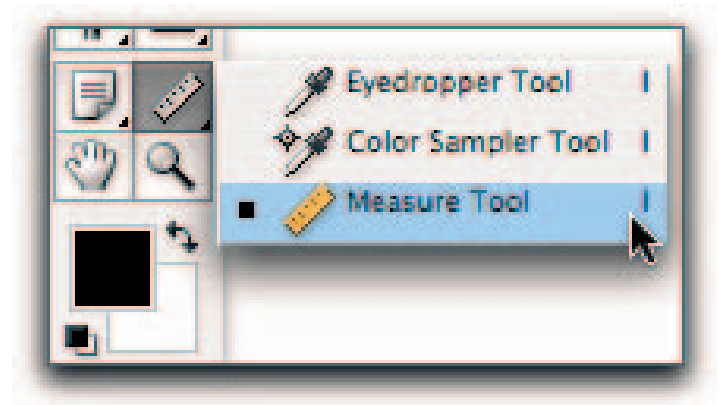 Eyedropper Tool I
Color Sampler Tool I
Measure Tool I